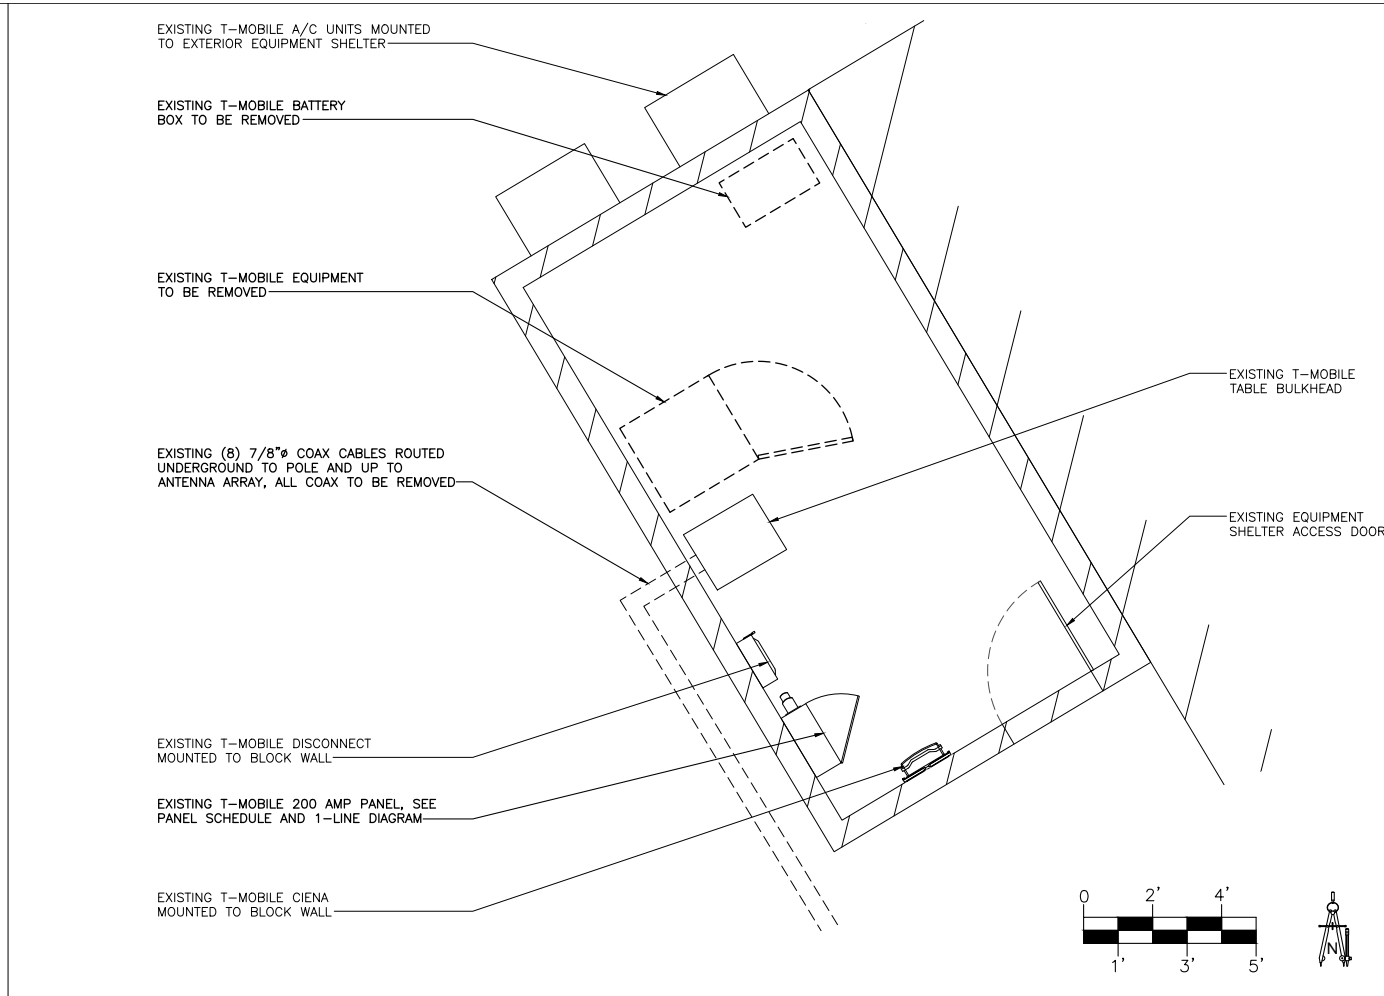 EXISTING T-MOBILE A/C UNITS MOUNTED
TO EXTERIOR EQUIPMENT SHELTER
EXISTING T-MOBILE BATTERY
BOX TO BE REMOVED
EXISTING T-MOBILE EQUIPMENT
TO BE REMOVED
EXISTING T-MOBILE
TABLE BULKHEAD
EXISTING (8) 7/8"ø COAX CABLES ROUTED
UNDERGROUND TO POLE AND UP TO
ANTENNA ARRAY, ALL COAX TO BE REMOVED
EXISTING EQUIPMENT
SHELTER ACCESS DOOR
EXISTING T-MOBILE DISCONNECT
MOUNTED TO BLOCK WALL
EXISTING T-MOBILE 200 AMP PANEL, SEE
PANEL SCHEDULE AND 1-LINE DIAGRAM
EXISTING T-MOBILE CIENA
MOUNTED TO BLOCK WALL
0 2' 4'
1' 3' 5'
N